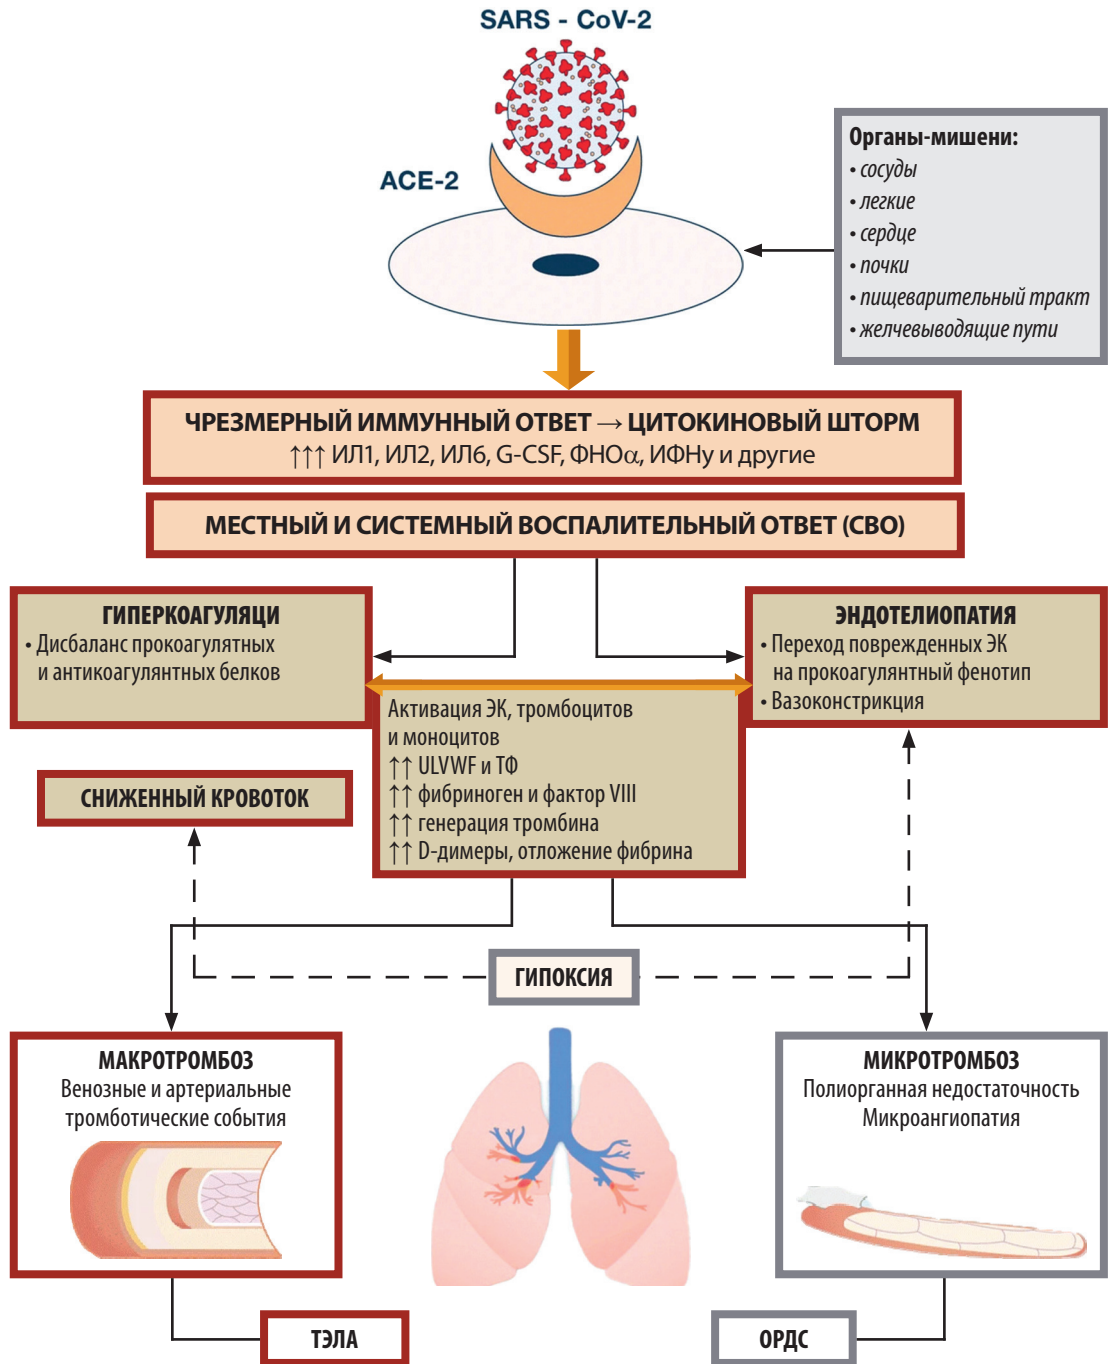 SARS - CoV-2
ACE-2
Органы-мишени:
• сосуды
• легкие
• сердце
• почки
• пищеварительный тракт
• желчевыводящие пути
ЧРЕЗМЕРНЫЙ ИММУННЫЙ ОТВЕТ → ЦИТОКИНОВЫЙ ШТОРМ
↑↑↑ ИЛ1, ИЛ2, ИЛ6, G-CSF, ФНОα, ИФНy и другие
МЕСТНЫЙ И СИСТЕМНЫЙ ВОСПАЛИТЕЛЬНЫЙ ОТВЕТ (СВО)
ГИПЕРКОАГУЛЯЦИ
• Дисбаланс прокоагулятных
и антикоагулянтных белков
ЭНДОТЕЛИОПАТИЯ
• Переход поврежденных ЭК
на прокоагулянтный фенотип
• Вазоконстрикция
Активация ЭК, тромбоцитов
и моноцитов
↑↑ ULVWF и ТФ
↑↑ фибриноген и фактор VIII
↑↑ генерация тромбина
↑↑ D-димеры, отложение фибрина
СНИЖЕННЫЙ КРОВОТОК
ГИПОКСИЯ
МАКРОТРОМБОЗ
Венозные и артериальные
тромботические события
МИКРОТРОМБОЗ
Полиорганная недостаточность
Микроангиопатия
ТЭЛА
ОРДС